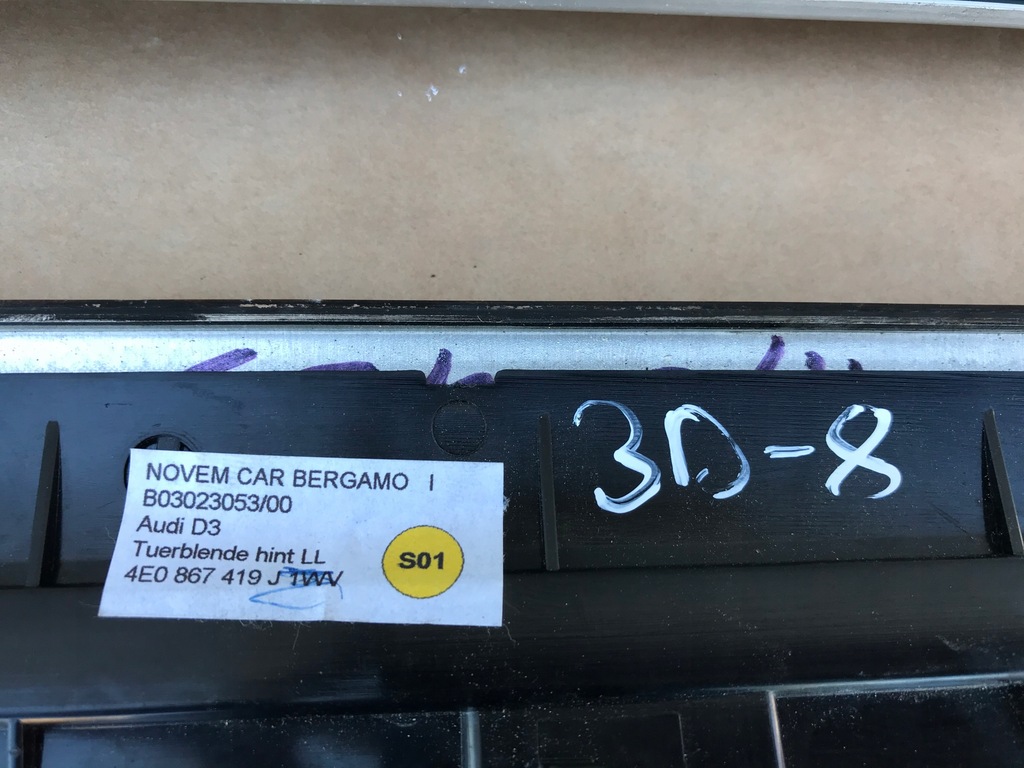 3D-8
NOVEM CAR BERGAMO I
B03023053/00
Audi D3
Tuerblende hint LL
4E0 867 419 J 1WV
S01